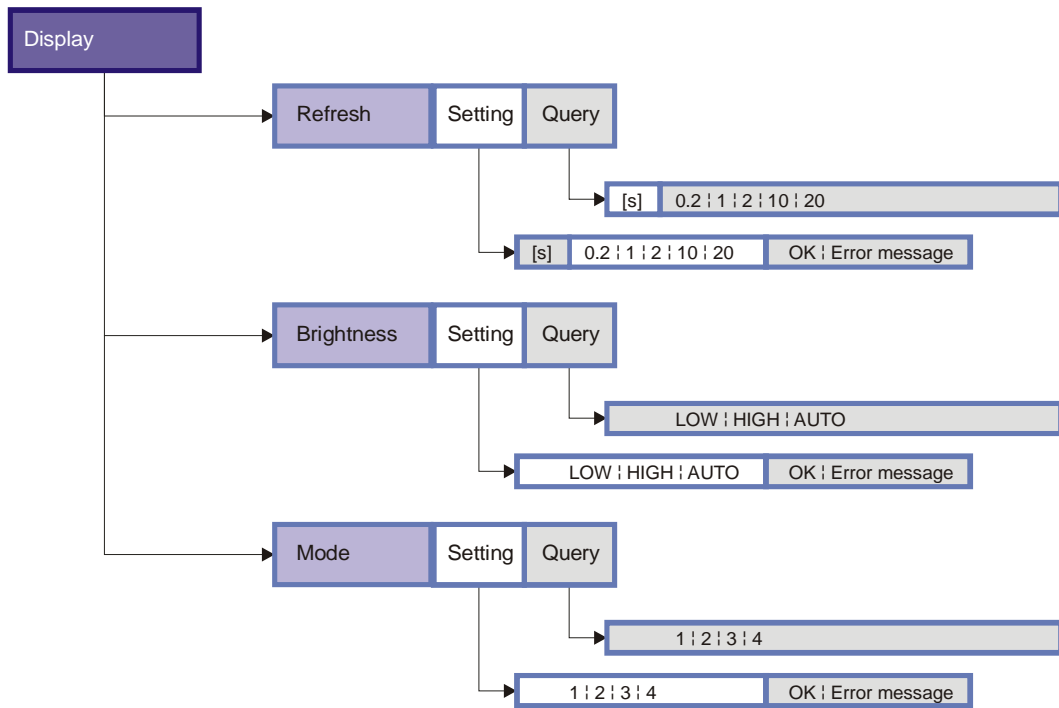 Display
Refresh Setting Query
[s] 0.2 ¦ 1 ¦ 2 ¦ 10 ¦ 20
[s] 0.2 ¦ 1 ¦ 2 ¦ 10 ¦ 20 OK ¦ Error message
Brightness Setting Query
LOW ¦ HIGH ¦ AUTO
LOW ¦ HIGH ¦ AUTO OK ¦ Error message
Mode Setting Query
1 ¦ 2 ¦ 3 ¦ 4
1 ¦ 2 ¦ 3 ¦ 4 OK ¦ Error message